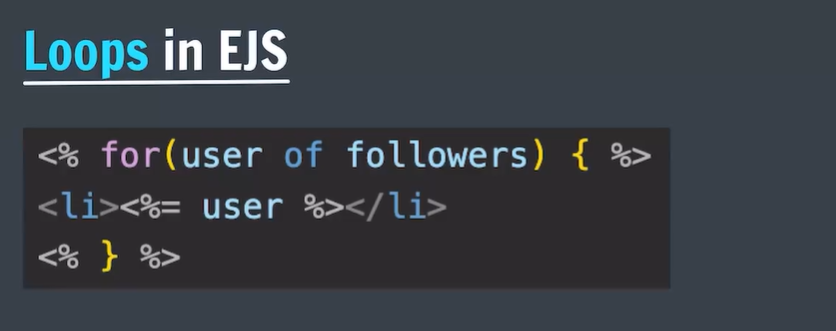 Loops in EJS
<% for(user of followers) { %>
<li><%= user %></li>
<% } %>